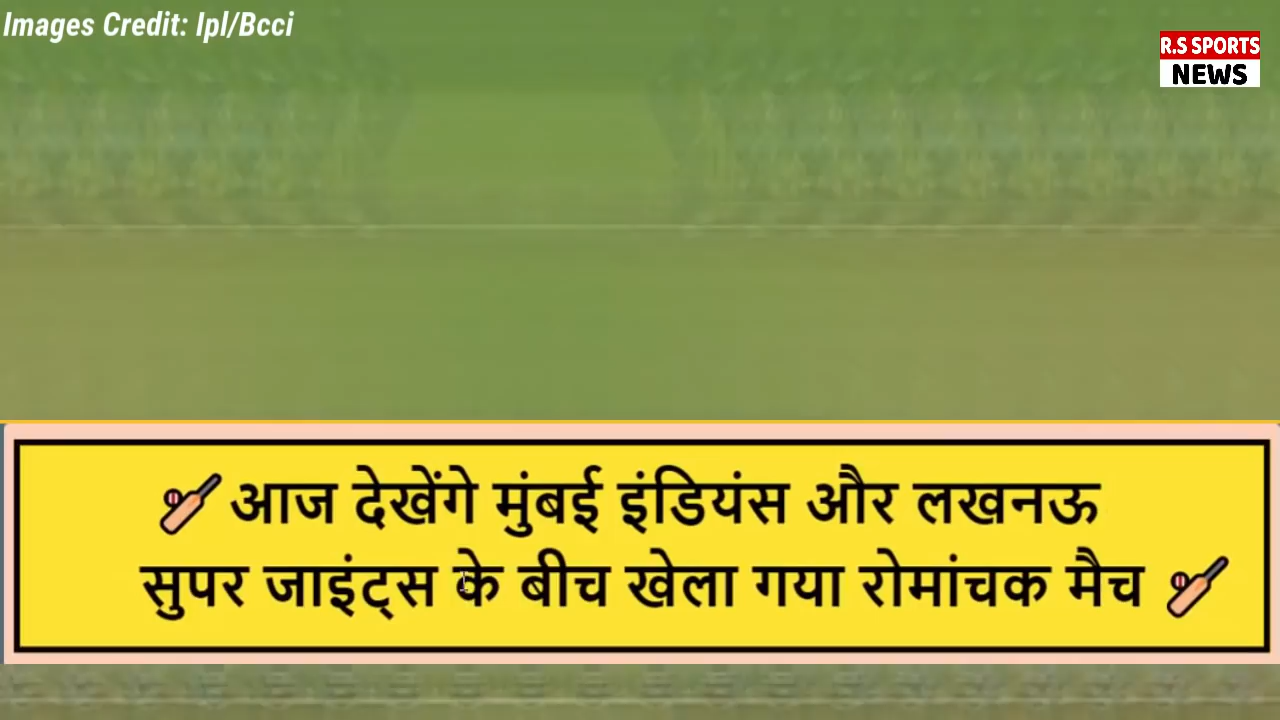 Images Credit: Ipl/Bcci
R.S SPORTS
NEWS
आज देखेंगे मुंबई इंडियंस और लखनऊ
सुपर जाइंट्स के बीच खेला गया रोमांचक मैच